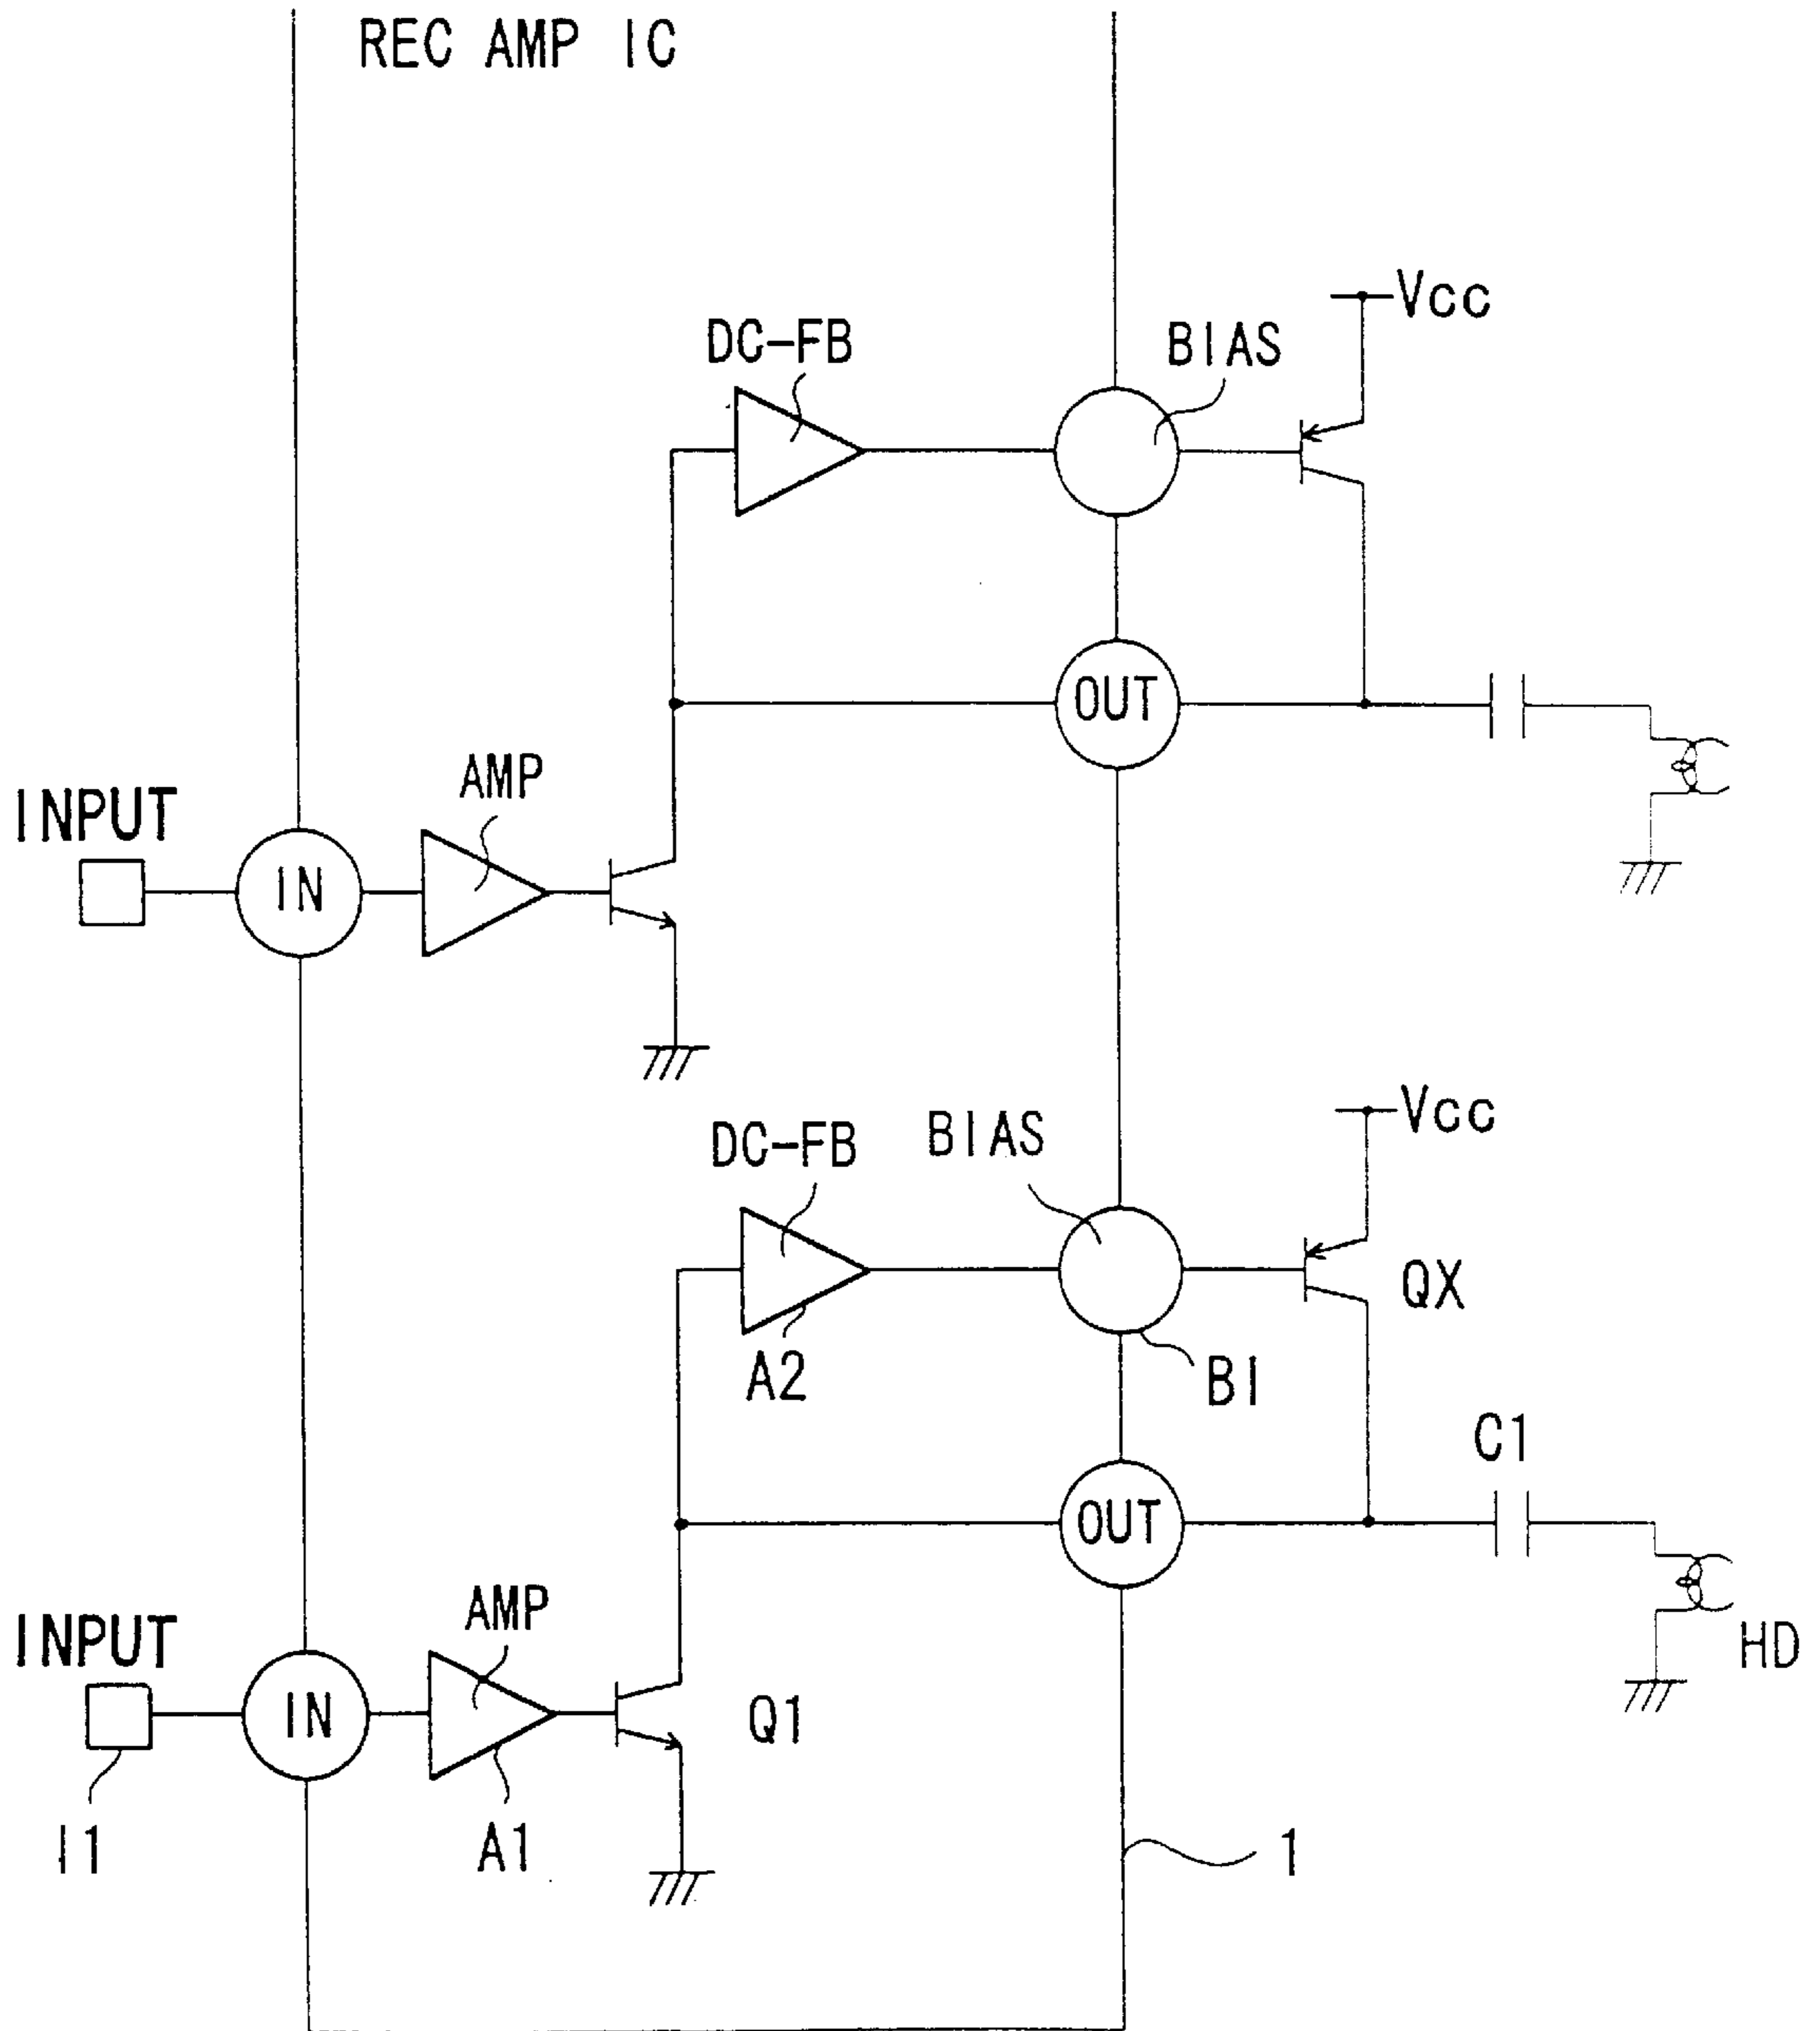 REC AMP IC
Vcc
DC-FB
BIAS
OUT
AMP
INPUT
IN
Vcc
DC-FB
BIAS
QX
A2
BI
C1
OUT
AMP
INPUT
HD
IN
Q1
I1
A1
1